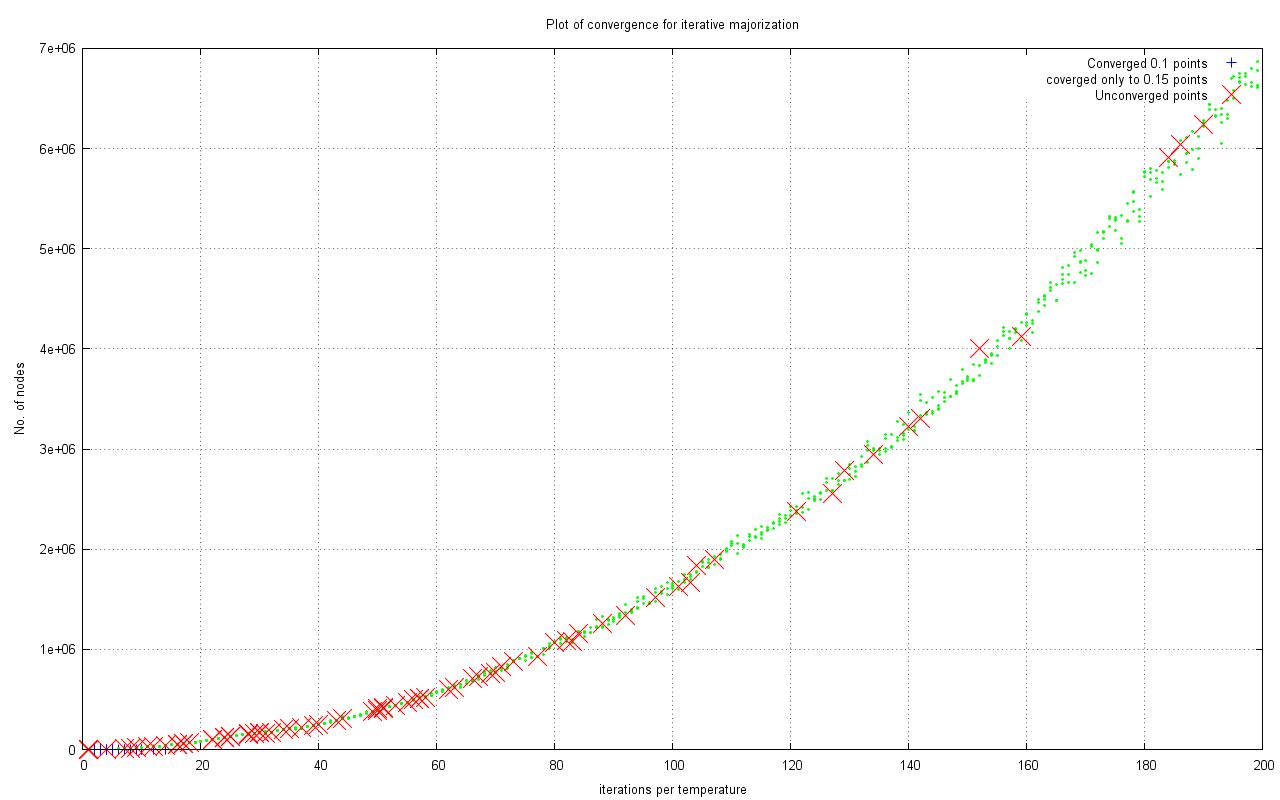 Plot of convergence for iterative majorization
7e+06
Converged 0.1 points
coverged only to 0.15 points
Unconverged points
6e+06
5e+06
4e+06
No. of nodes
3e+06
2e+06
1e+06
0
0 20 40 60 80 100 120 140 160 180 200
iterations per temperature